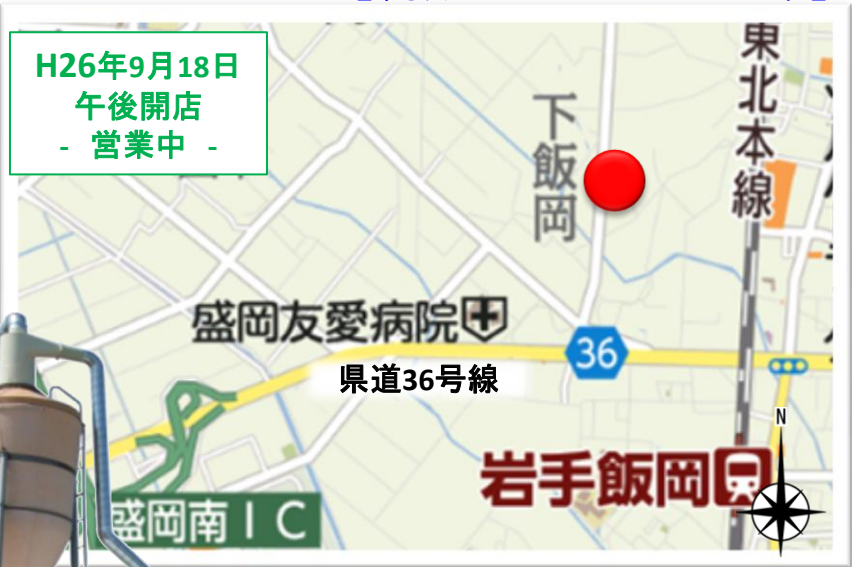 H26年9月18日
午後開店
- 営業中 -
東北本線
下飯岡
盛岡友愛病院
36
県道36号線
N
岩手飯岡
盛岡南IC